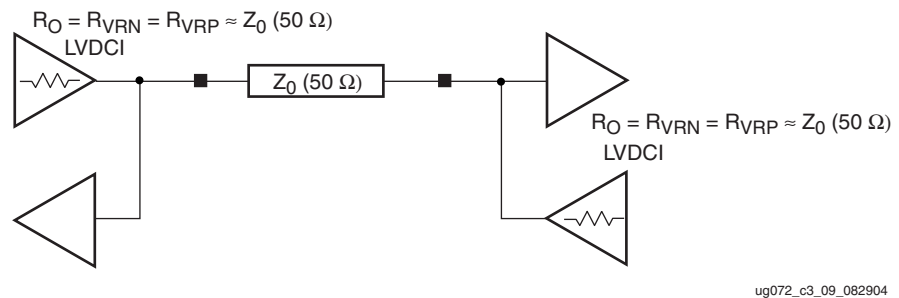 R_O = R_VRN = R_VRP ≈ Z_0 (50 Ω)
LVDCI
Z_0 (50 Ω)
R_O = R_VRN = R_VRP ≈ Z_0 (50 Ω)
LVDCI
ug072_c3_09_082904